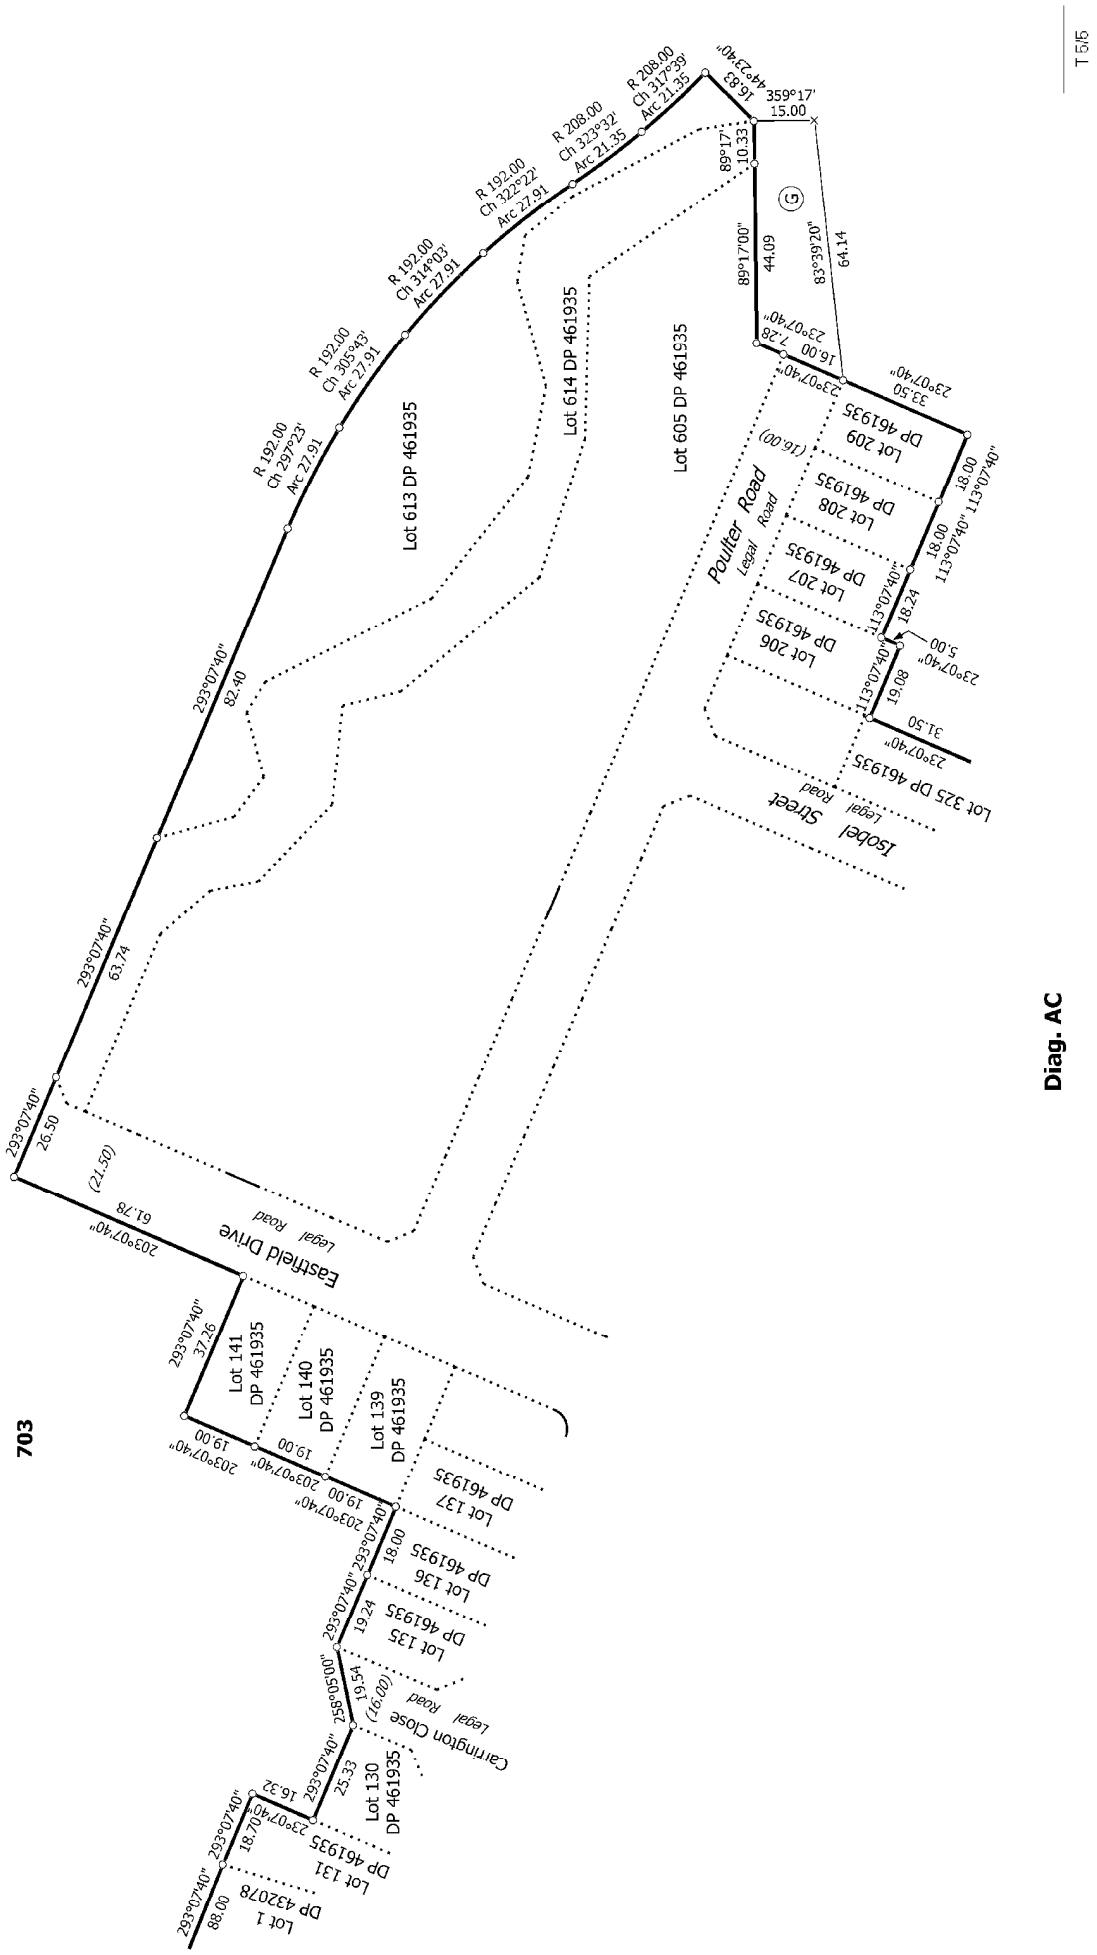 T 5/5
R 208.00
Ch 317°39'
Arc 21.35
16.83
44°23'40"
359°17'
15.00
R 208.00
Ch 323°32'
Arc 21.35
89°17'
10.33
R 192.00
Ch 322°22'
Arc 27.91
G
R 192.00
Ch 314°03'
Arc 27.91
89°17'00"
44.09
83°39'20"
64.14
R 192.00
Ch 305°43'
Arc 27.91
7.28
23°07'40"
16.00
23°07'40"
33.50
23°07'40"
R 192.00
Ch 297°23'
Arc 27.91
Lot 613 DP 461935
Lot 614 DP 461935
Lot 605 DP 461935
(16.00)
Poulter Road
Legal Road
Lot 209
DP 461935
Lot 208
DP 461935
Lot 207
DP 461935
Lot 206
DP 461935
18.00
113°07'40"
18.00
113°07'40"
113°07'40"
18.24
5.00
23°07'40"
113°07'40"
19.08
31.50
23°07'40"
Lot 325 DP 461935
Isobel Street
Legal Road
293°07'40"
82.40
293°07'40"
63.74
293°07'40"
26.50
(21.50)
61.78
203°07'40"
Eastfield Drive
Legal Road
Diag. AC
703
293°07'40"
37.26
Lot 141
DP 461935
Lot 140
DP 461935
Lot 139
DP 461935
19.00
203°07'40"
19.00
203°07'40"
19.00
203°07'40"
Lot 137
DP 461935
293°07'40"
18.00
Lot 136
DP 461935
293°07'40"
19.24
Lot 135
DP 461935
258°05'00"
19.54
(16.00)
Carrington Close
Legal Road
293°07'40"
25.33
Lot 130
DP 461935
16.32
23°07'40"
293°07'40"
18.70
Lot 131
DP 461935
293°07'40"
88.00
Lot 1
DP 432078